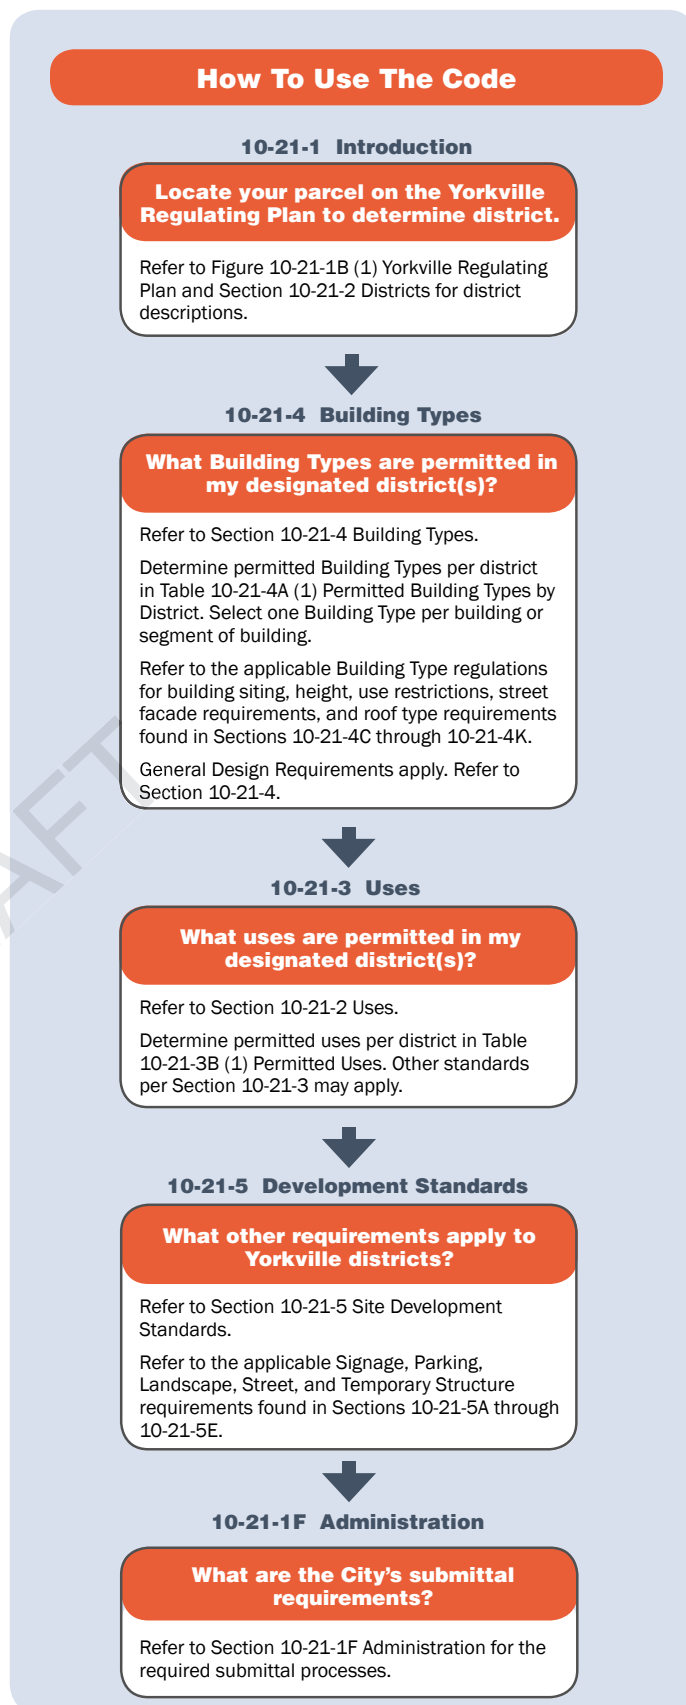 How To Use The Code
10-21-1 Introduction
Locate your parcel on the Yorkville
Regulating Plan to determine district.
Refer to Figure 10-21-1B (1) Yorkville Regulating
Plan and Section 10-21-2 Districts for district
descriptions.
10-21-4 Building Types
What Building Types are permitted in
my designated district(s)?
Refer to Section 10-21-4 Building Types.
Determine permitted Building Types per district
in Table 10-21-4A (1) Permitted Building Types by
District. Select one Building Type per building or
segment of building.
Refer to the applicable Building Type regulations
for building siting, height, use restrictions, street
facade requirements, and roof type requirements
found in Sections 10-21-4C through 10-21-4K.
General Design Requirements apply. Refer to
Section 10-21-4.
AFT
10-21-3 Uses
What uses are permitted in my
designated district(s)?
Refer to Section 10-21-2 Uses.
Determine permitted uses per district in Table
10-21-3B (1) Permitted Uses. Other standards
per Section 10-21-3 may apply.
10-21-5 Development Standards
What other requirements apply to
Yorkville districts?
Refer to Section 10-21-5 Site Development
Standards.
Refer to the applicable Signage, Parking,
Landscape, Street, and Temporary Structure
requirements found in Sections 10-21-5A through
10-21-5E.
10-21-1F Administration
What are the City's submittal
requirements?
Refer to Section 10-21-1F Administration for the
required submittal processes.